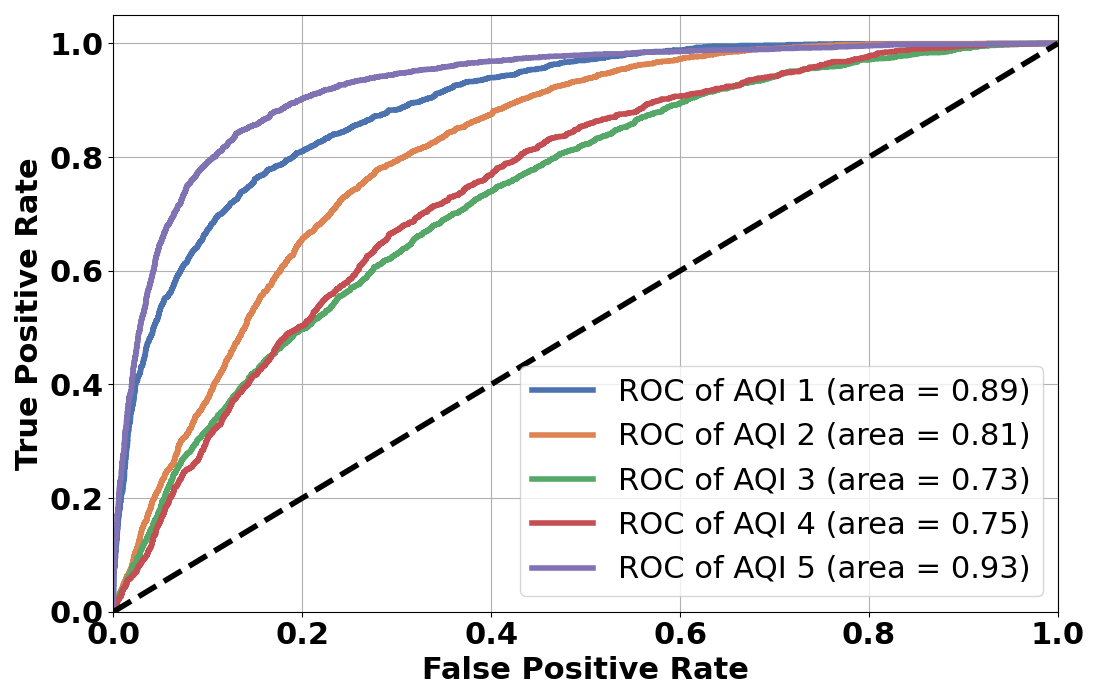 True Positive Rate
1.0
0.8
0.6
0.4
0.2
0.0
ROC of AQI 1 (area = 0.89)
ROC of AQI 2 (area = 0.81)
ROC of AQI 3 (area = 0.73)
ROC of AQI 4 (area = 0.75)
ROC of AQI 5 (area = 0.93)
0.0 0.2 0.4 0.6 0.8 1.0
False Positive Rate